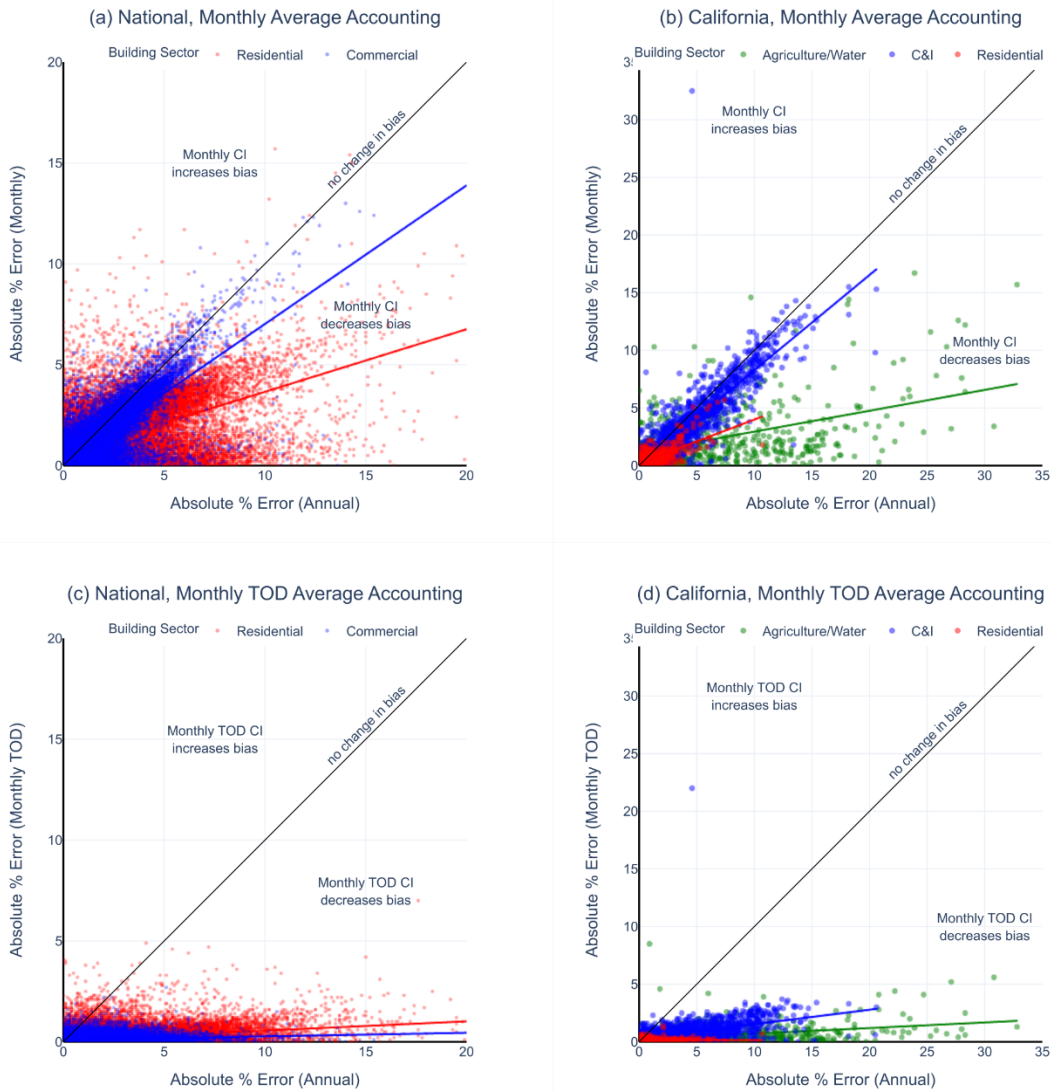 (a) National, Monthly Average Accounting
Building Sector Residential Commercial
20
15
10
5
0
Absolute % Error (Monthly)
Monthly CI
increases bias
no change in bias
Monthly CI
decreases bias
0 5 10 15 20
Absolute % Error (Annual)
(b) California, Monthly Average Accounting
Building Sector Agriculture/Water C&I Residential
30
25
20
15
10
5
0
Absolute % Error (Monthly)
Monthly CI
increases bias
no change in bias
Monthly CI
decreases bias
0 5 10 15 20 25 30 35
Absolute % Error (Annual)
(c) National, Monthly TOD Average Accounting
Building Sector Residential Commercial
20
15
10
5
0
Absolute % Error (Monthly TOD)
Monthly TOD CI
increases bias
no change in bias
Monthly TOD CI
decreases bias
0 5 10 15 20
Absolute % Error (Annual)
(d) California, Monthly TOD Average Accounting
Building Sector Agriculture/Water C&I Residential
30
25
20
15
10
5
0
Absolute % Error (Monthly TOD)
Monthly TOD CI
increases bias
no change in bias
Monthly TOD CI
decreases bias
0 5 10 15 20 25 30 35
Absolute % Error (Annual)